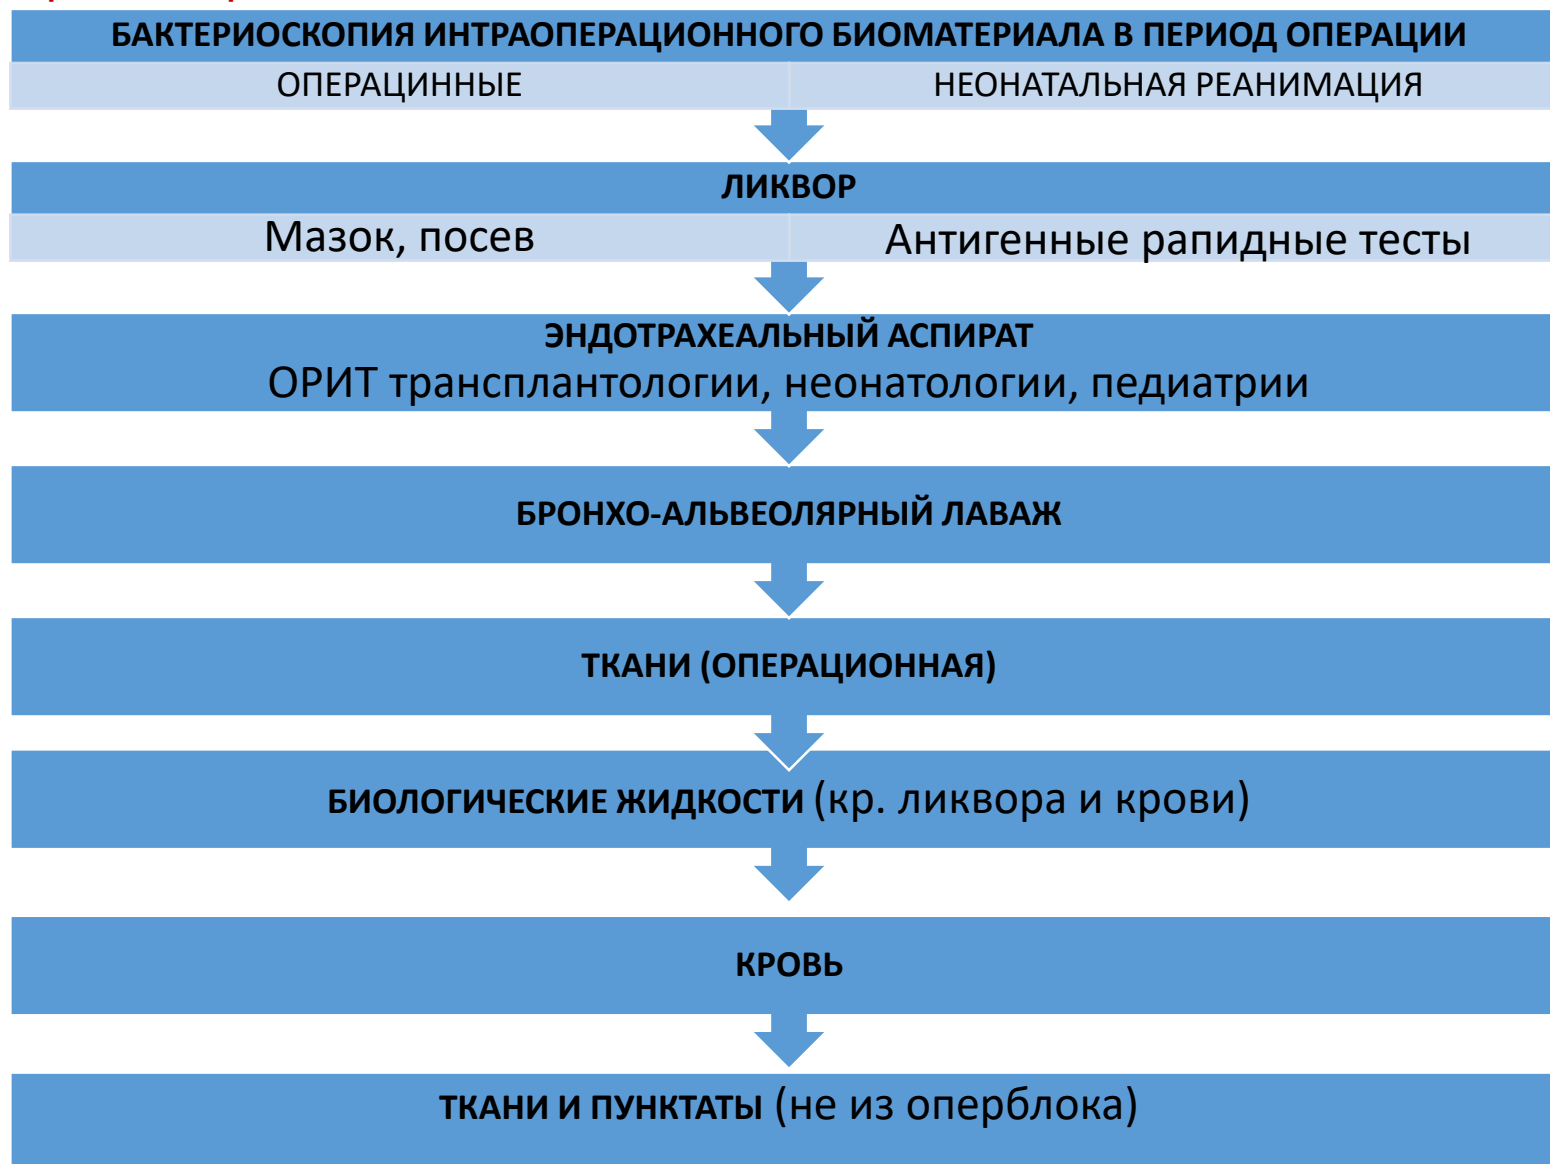 БАКТЕРИОСКОПИЯ ИНТРАОПЕРАЦИОННОГО БИОМАТЕРИАЛА В ПЕРИОД ОПЕРАЦИИ
ОПЕРАЦИННЫЕ
НЕОНАТАЛЬНАЯ РЕАНИМАЦИЯ
ЛИКВОР
Мазок, посев
Антигенные рапидные тесты
ЭНДОТРАХЕАЛЬНЫЙ АСПИРАТ
ОРИТ трансплантологии, неонатологии, педиатрии
БРОНХО-АЛЬВЕОЛЯРНЫЙ ЛАВАЖ
ТКАНИ (ОПЕРАЦИОННАЯ)
БИОЛОГИЧЕСКИЕ ЖИДКОСТИ (кр. ликвора и крови)
КРОВЬ
ТКАНИ И ПУНКТАТЫ (не из оперблока)